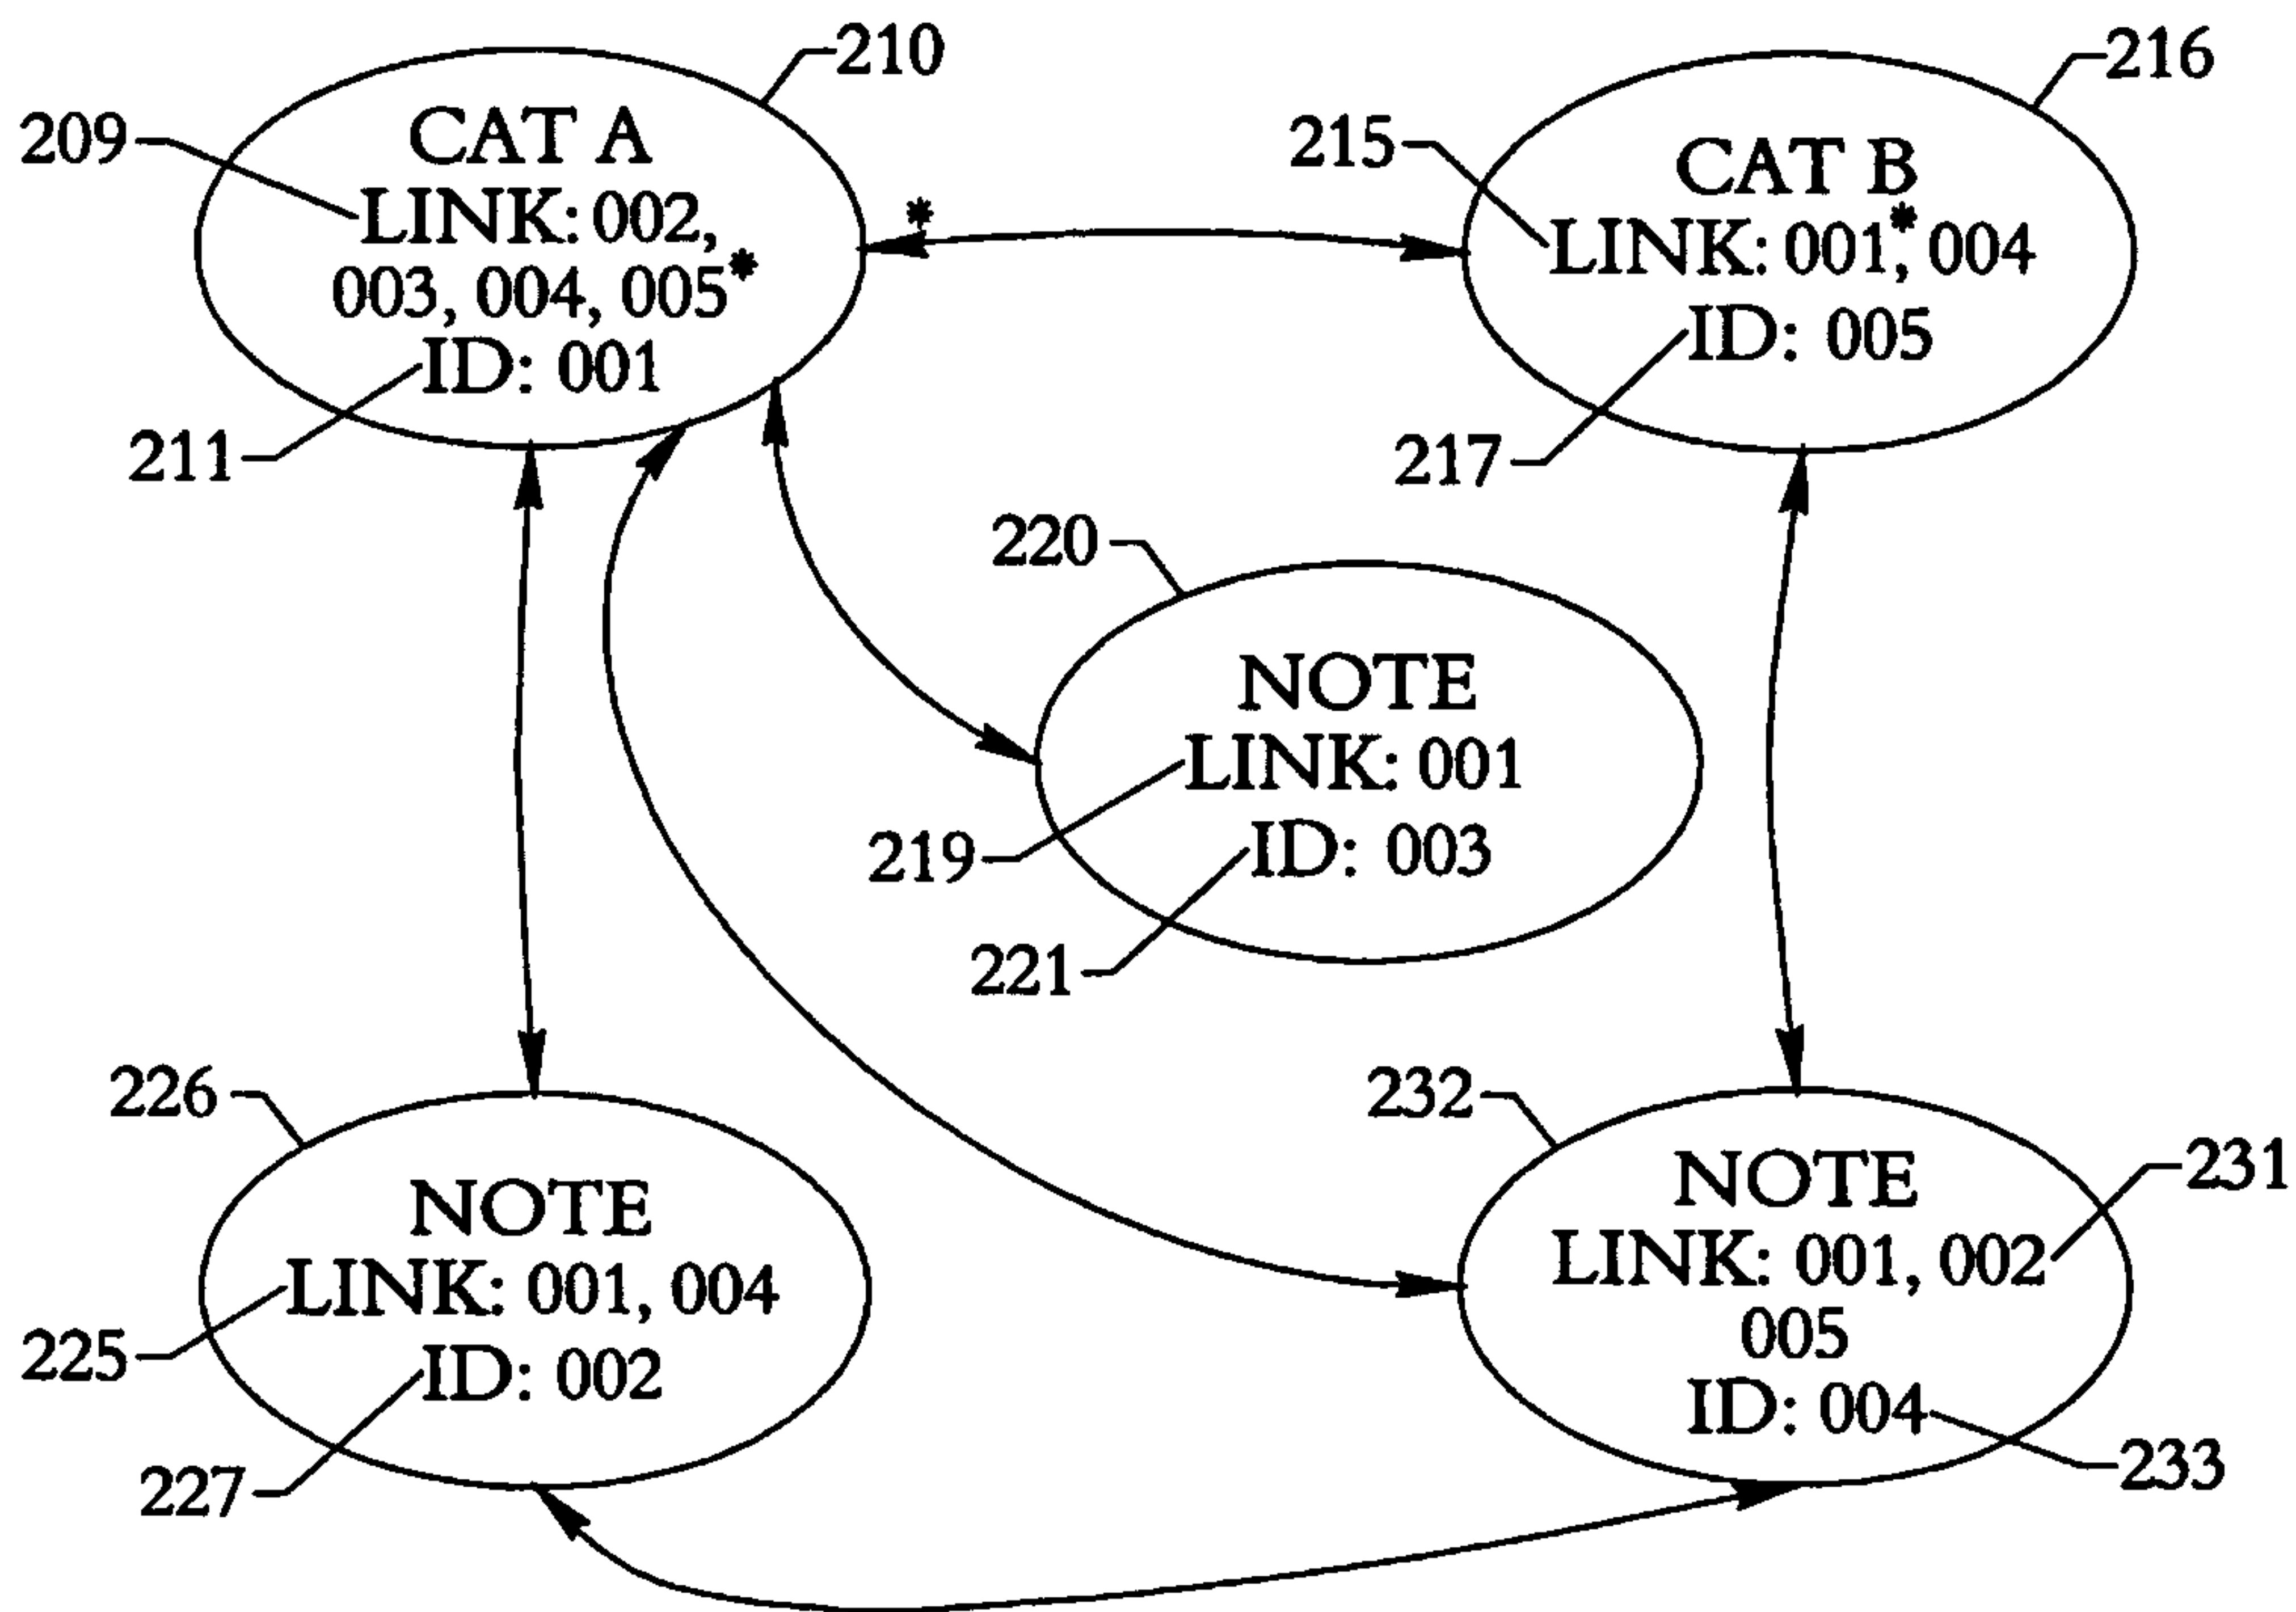 210
216
209
CAT A
LINK: 002,
003, 004, 005*
ID: 001
211
*
215
CAT B
LINK: 001*, 004
ID: 005
217
220
NOTE
LINK: 001
ID: 003
219
221
226
NOTE
LINK: 001, 004
ID: 002
225
227
232
NOTE
LINK: 001, 002
005
ID: 004
231
233